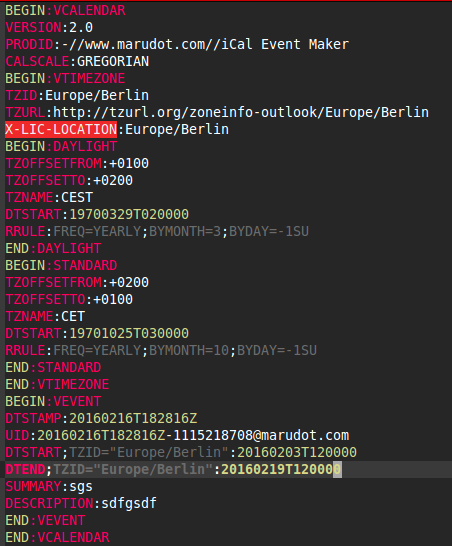 BEGIN:VCALENDAR
VERSION:2.0
PRODID:-//www.marudot.com//iCal Event Maker
CALSCALE:GREGORIAN
BEGIN:VTIMEZONE
TZID:Europe/Berlin
TZURL:http://tzurl.org/zoneinfo-outlook/Europe/Berlin
X-LIC-LOCATION:Europe/Berlin
BEGIN:DAYLIGHT
TZOFFSETFROM:+0100
TZOFFSETTO:+0200
TZNAME:CEST
DTSTART:19700329T020000
RRULE:FREQ=YEARLY;BYMONTH=3;BYDAY=-1SU
END:DAYLIGHT
BEGIN:STANDARD
TZOFFSETFROM:+0200
TZOFFSETTO:+0100
TZNAME:CET
DTSTART:19701025T030000
RRULE:FREQ=YEARLY;BYMONTH=10;BYDAY=-1SU
END:STANDARD
END:VTIMEZONE
BEGIN:VEVENT
DTSTAMP:20160216T182816Z
UID:20160216T182816Z-1115218708@marudot.com
DTSTART;TZID="Europe/Berlin":20160203T120000
DTEND;TZID="Europe/Berlin":20160219T120000
SUMMARY:sgs
DESCRIPTION:sdfgsdf
END:VEVENT
END:VCALENDAR